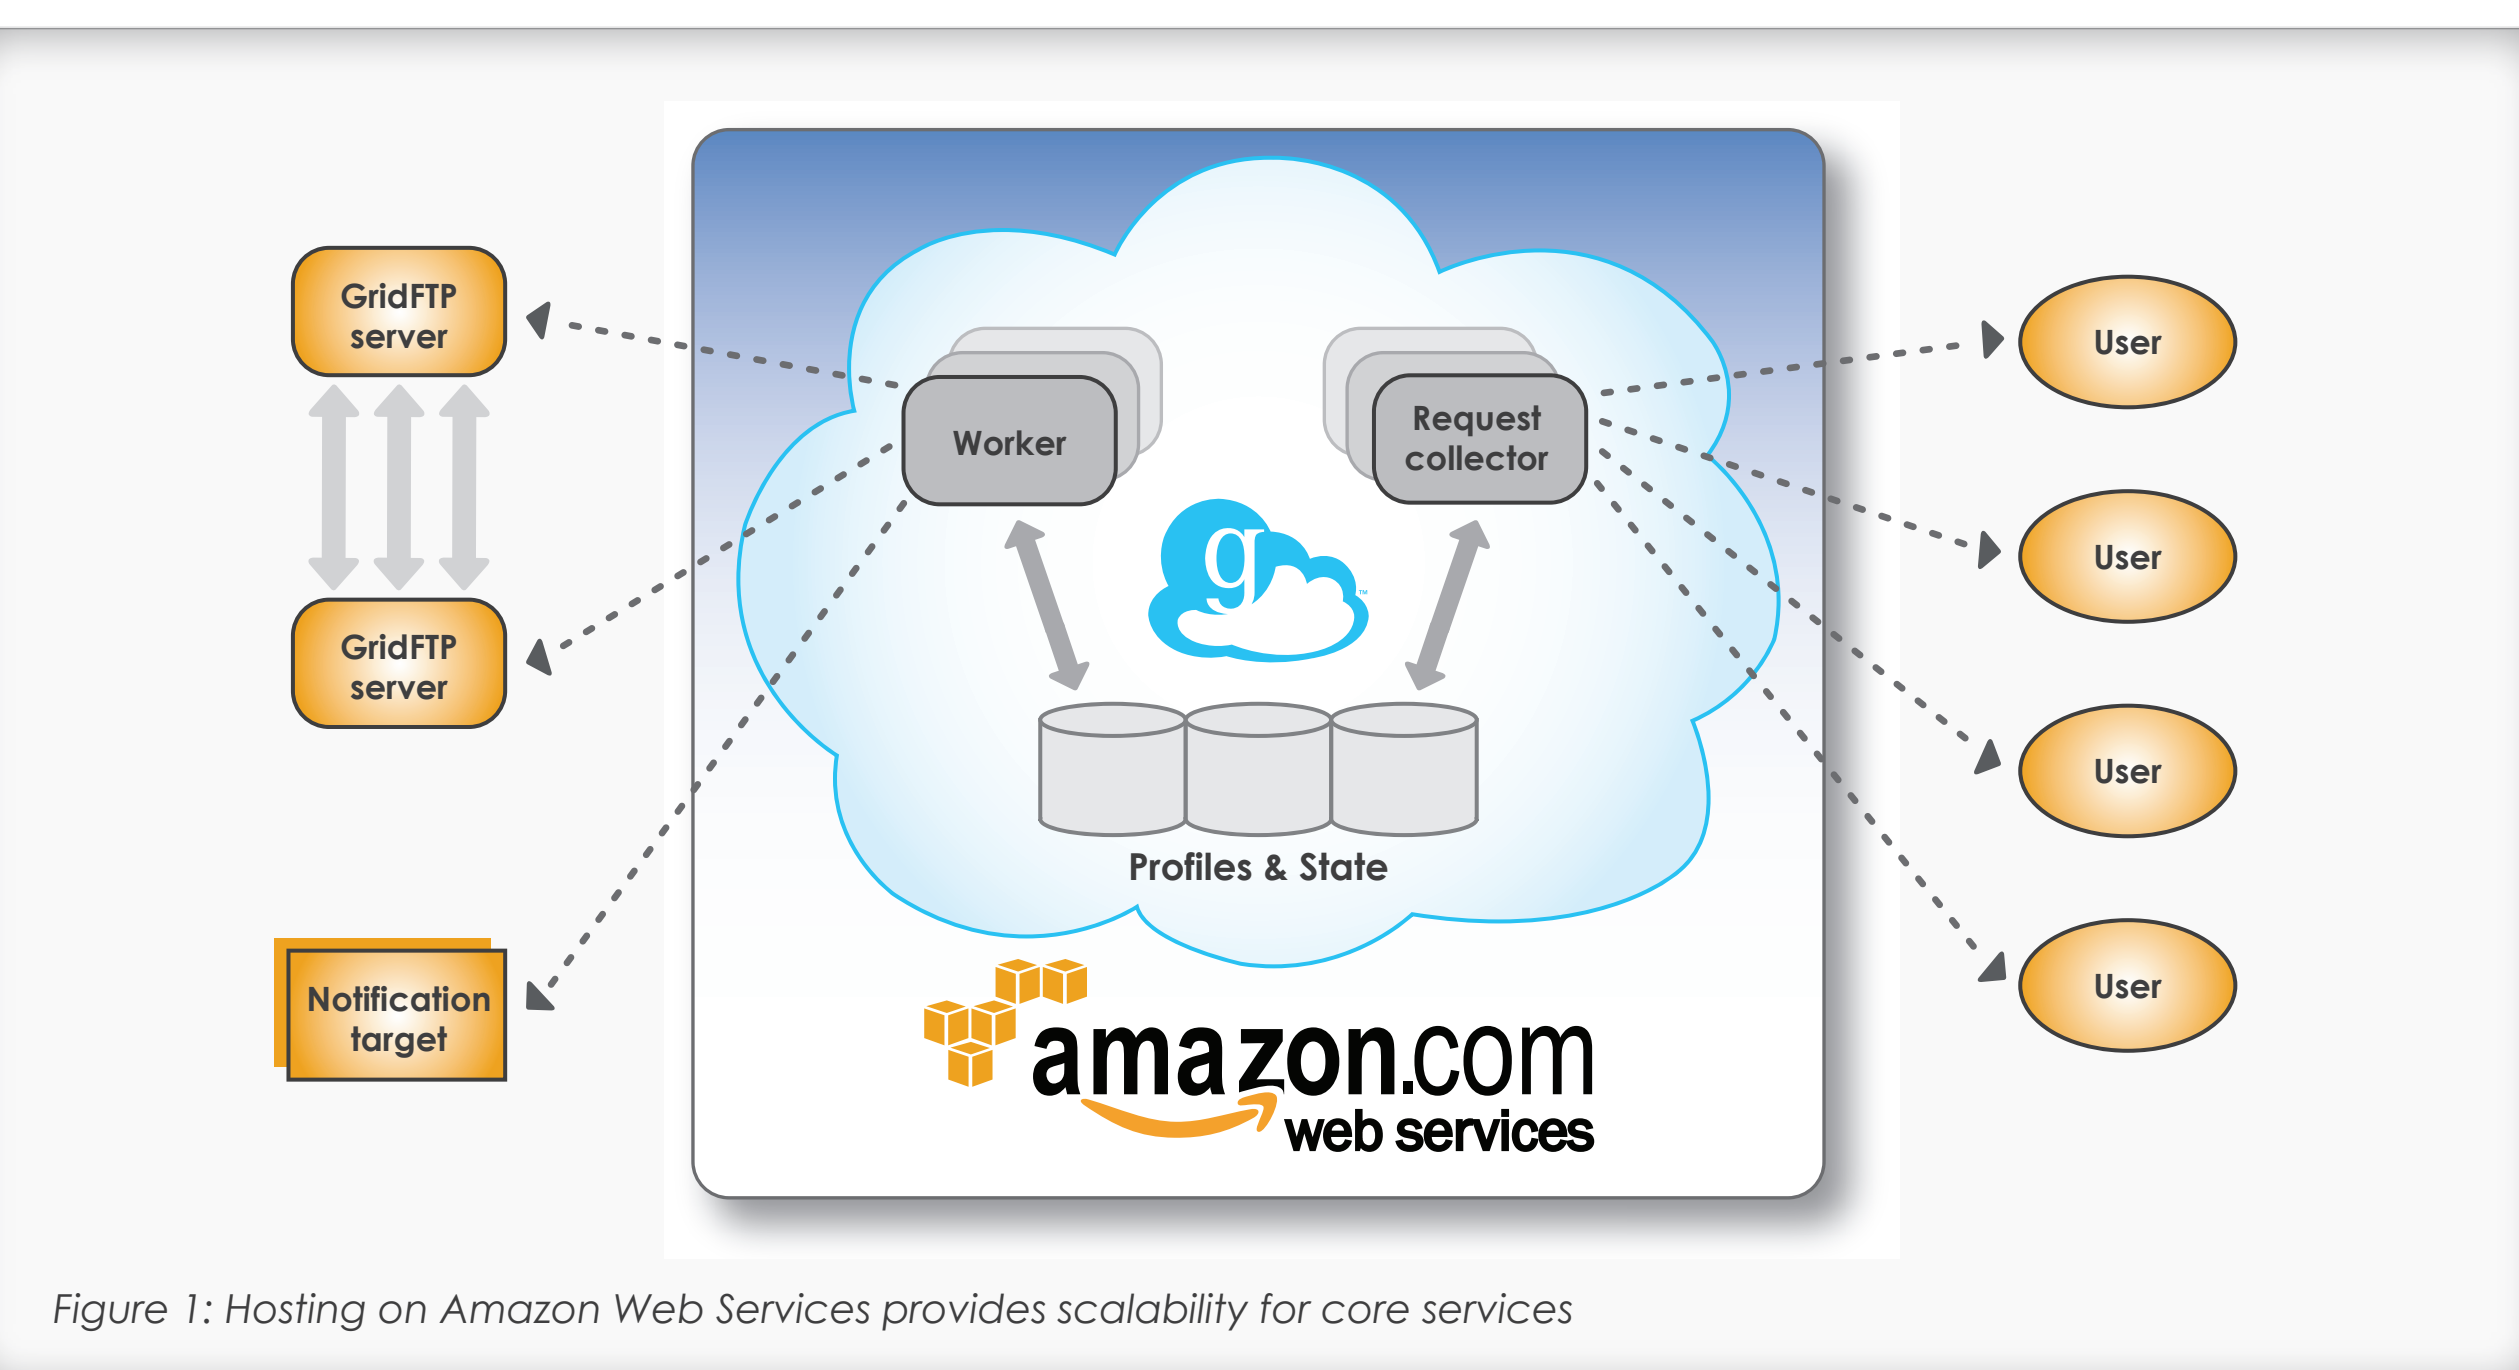 GridFTP
server
GridFTP
server
Notification
target
Worker
Request
collector
g
™
Profiles & State
amazon.com
web services
User
User
User
User
Figure 1: Hosting on Amazon Web Services provides scalability for core services